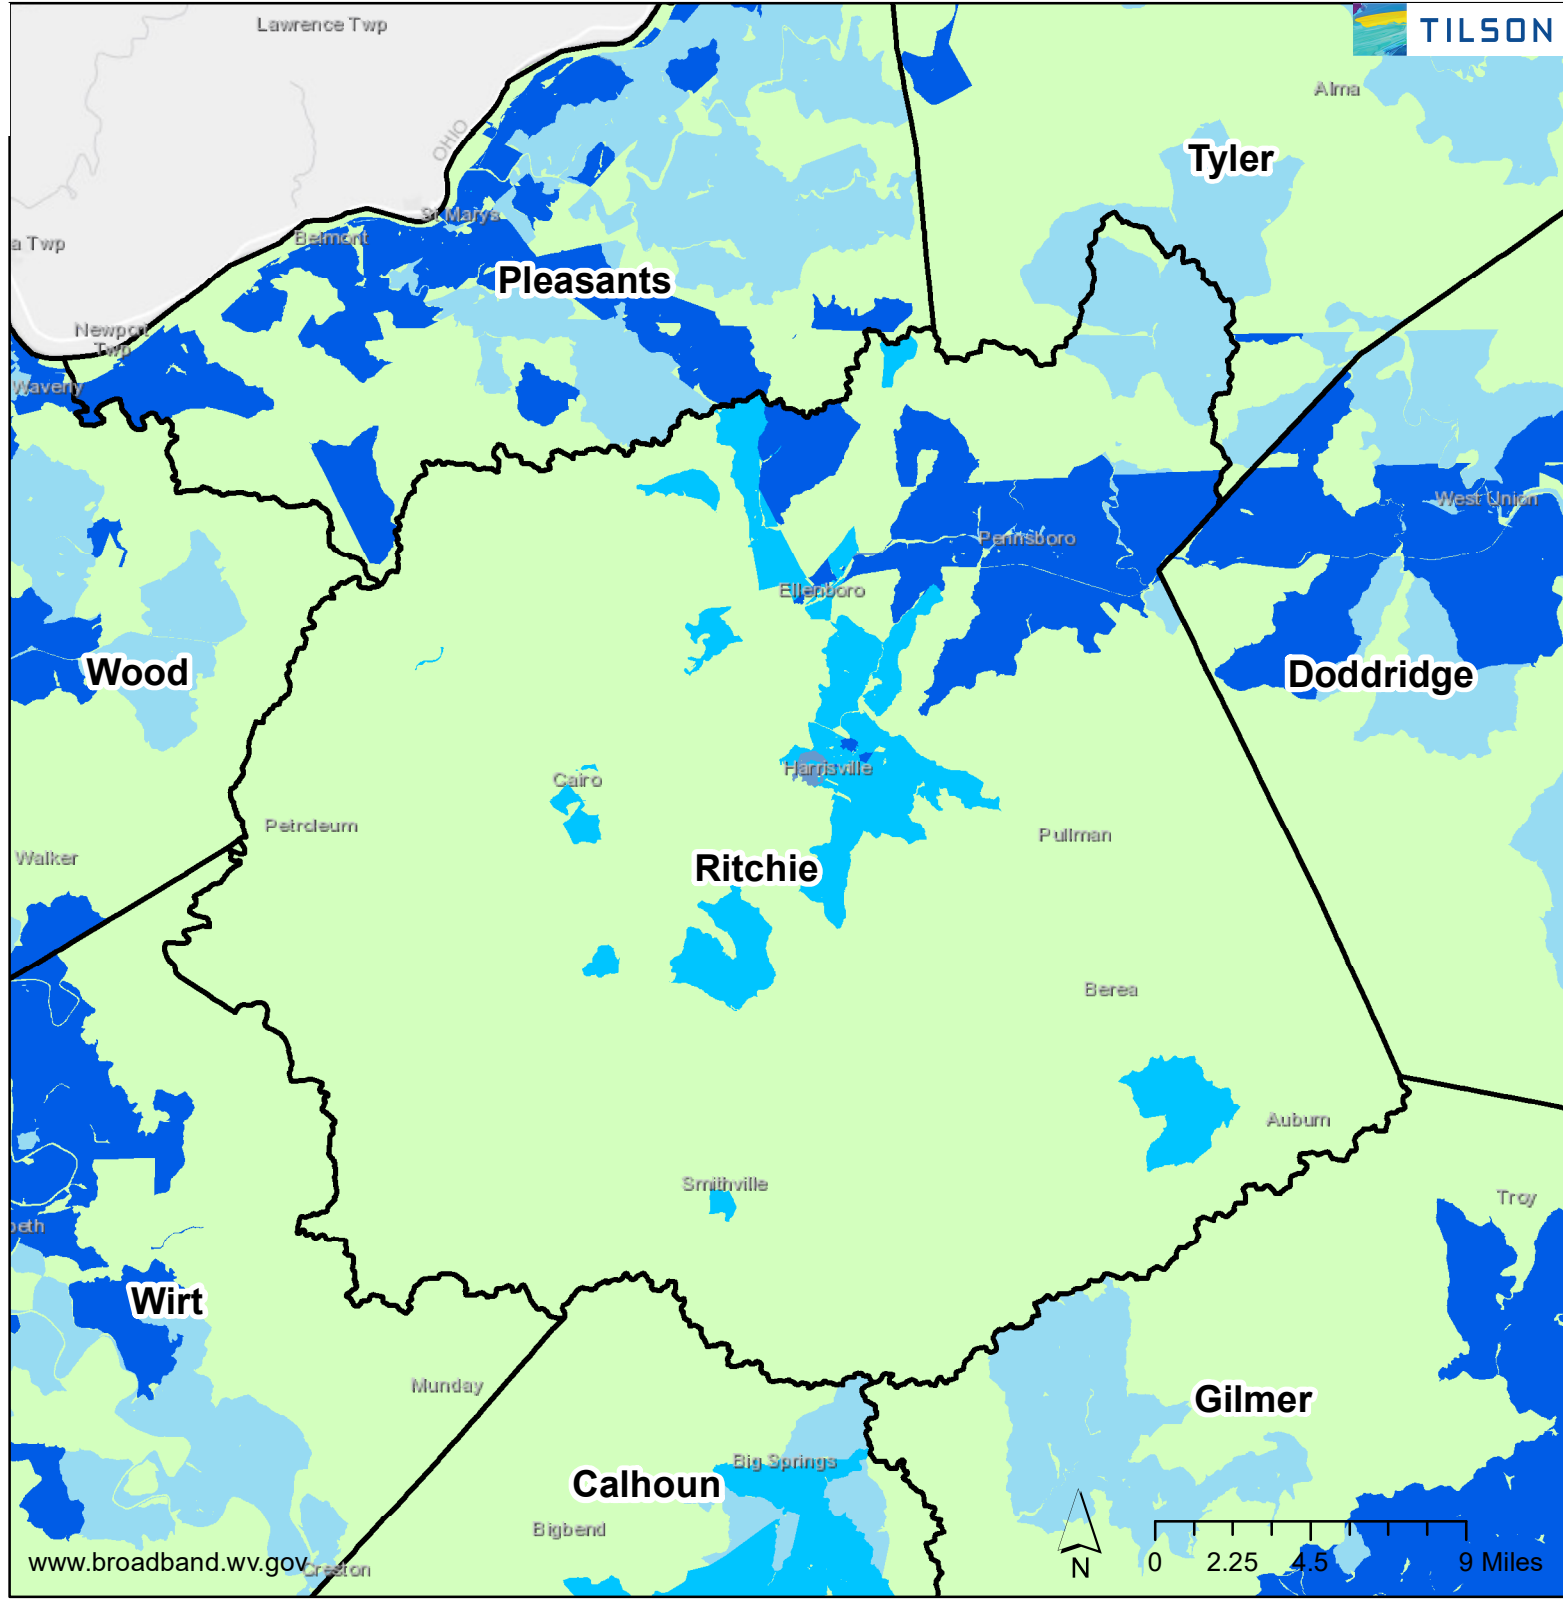 Lawrence Twp
TILSON
Alma
OHIO
Tyler
St Marys
Belmont
a Twp
Pleasants
Newport
Twp
Waverly
West Union
Pennsboro
Ellenboro
Wood
Doddridge
Harrisville
Cairo
Petroleum
Pullman
Walker
Ritchie
Berea
Auburn
Smithville
Troy
beth
Wirt
Munday
Gilmer
Big Springs
Calhoun
Bigbend
www.broadband.wv.gov
Creston
N
0 2.25 4.5 9 Miles